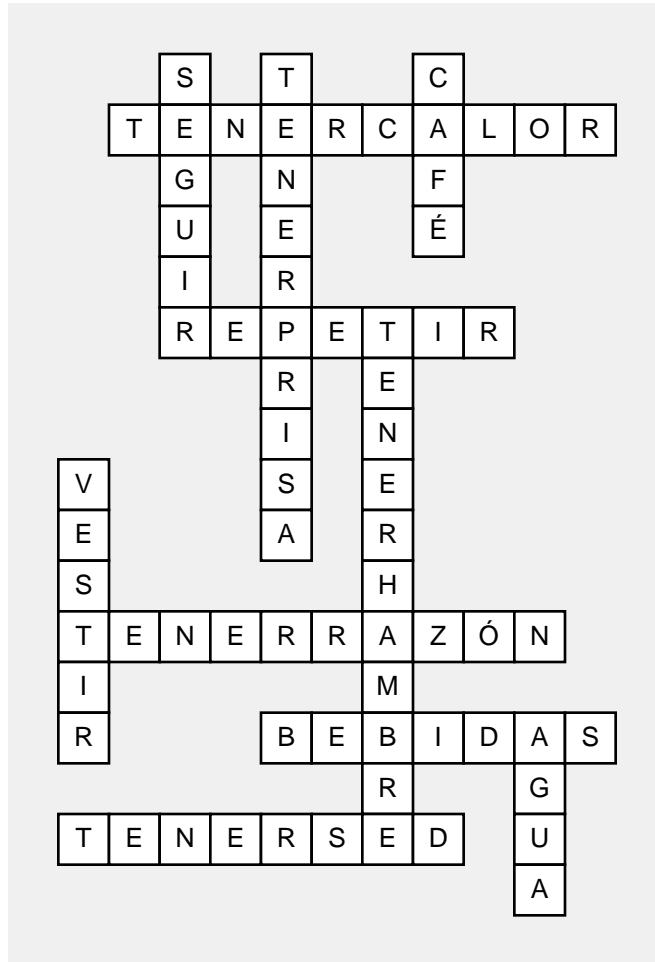 S T C
T E N E R C A L O R
G N F
U E É
I R
R E P E T I R
R E
I N
V S E
E A R
S H
T E N E R R A Z Ó N
I M
R B E B I D A S
R G
T E N E R S E D U
A